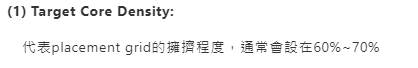 (1) Target Core Density:
代表placement grid的擁擠程度，通常會設在60%~70%